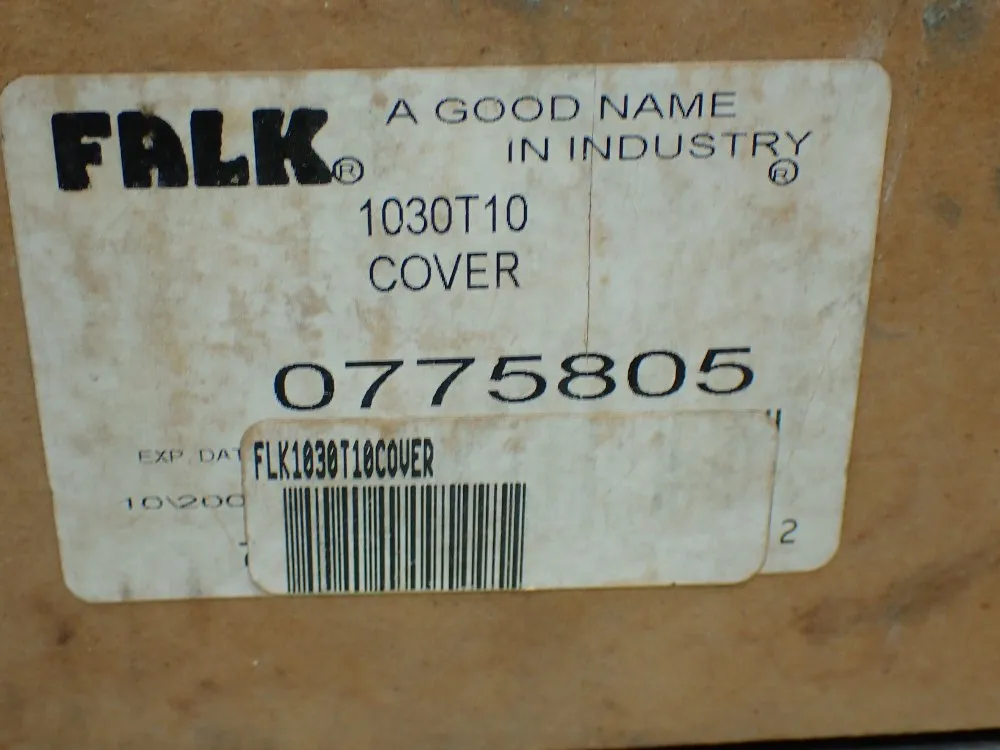 FALK®
A GOOD NAME
IN INDUSTRY®
1030T10
COVER
0775805
EXP. DAT
10\200
FLK1030T10COVER
2